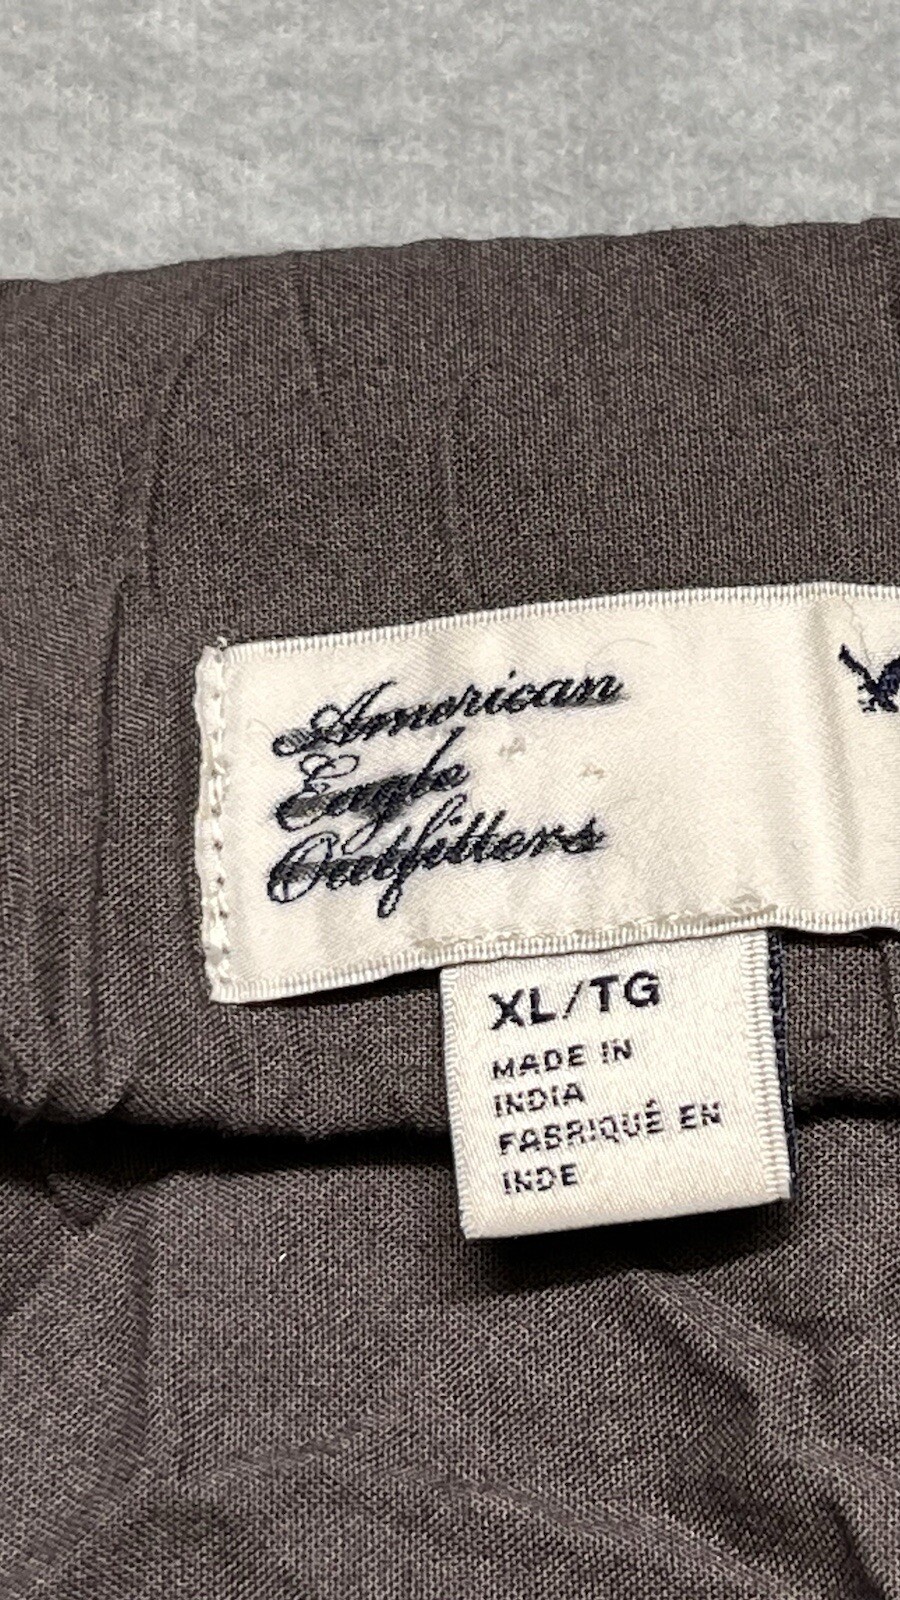 American
Eagle
Outfitters
XL/TG
MADE IN
INDIA
FABRIQUÉ EN
INDE